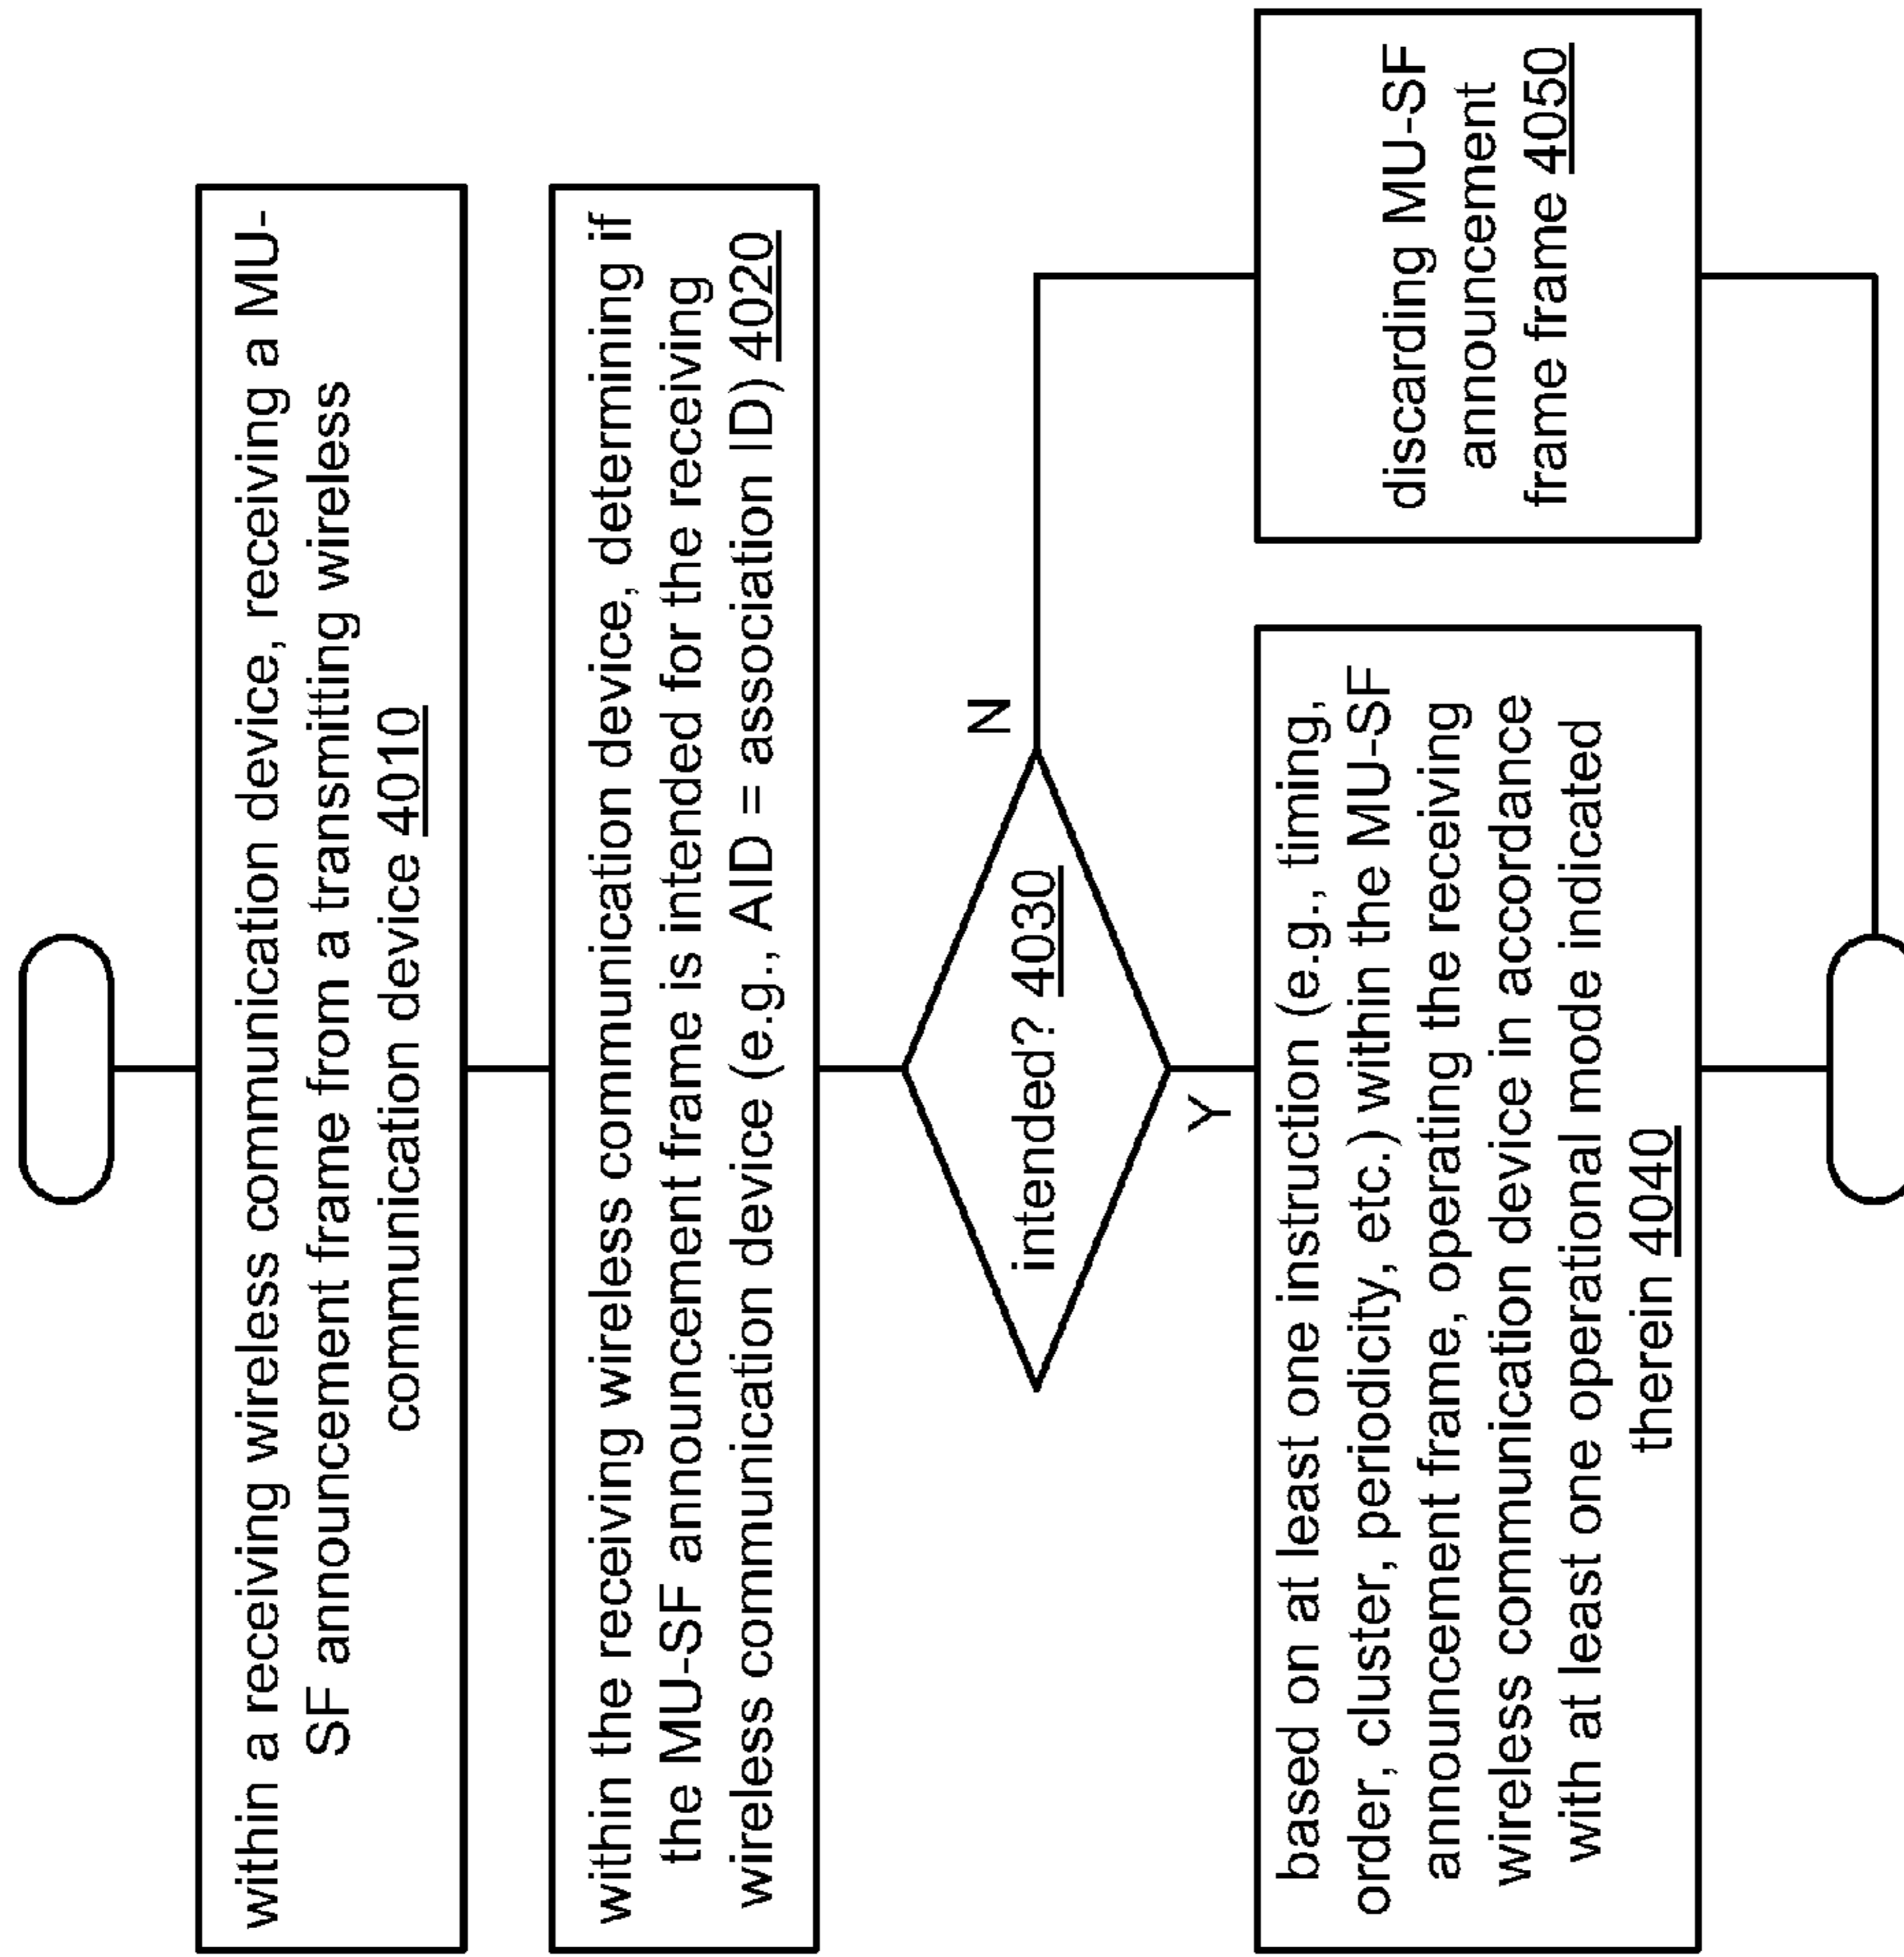 within a receiving wireless communication device, receiving a MU-
SF announcement frame from a transmitting wireless
communication device 4010
within the receiving wireless communication device, determining if
the MU-SF announcement frame is intended for the receiving
wireless communication device (e.g., AID = association ID) 4020
intended? 4030
N
Y
based on at least one instruction (e.g., timing,
order, cluster, periodicity, etc.) within the MU-SF
announcement frame, operating the receiving
wireless communication device in accordance
with at least one operational mode indicated
therein 4040
discarding MU-SF
announcement
frame frame 4050